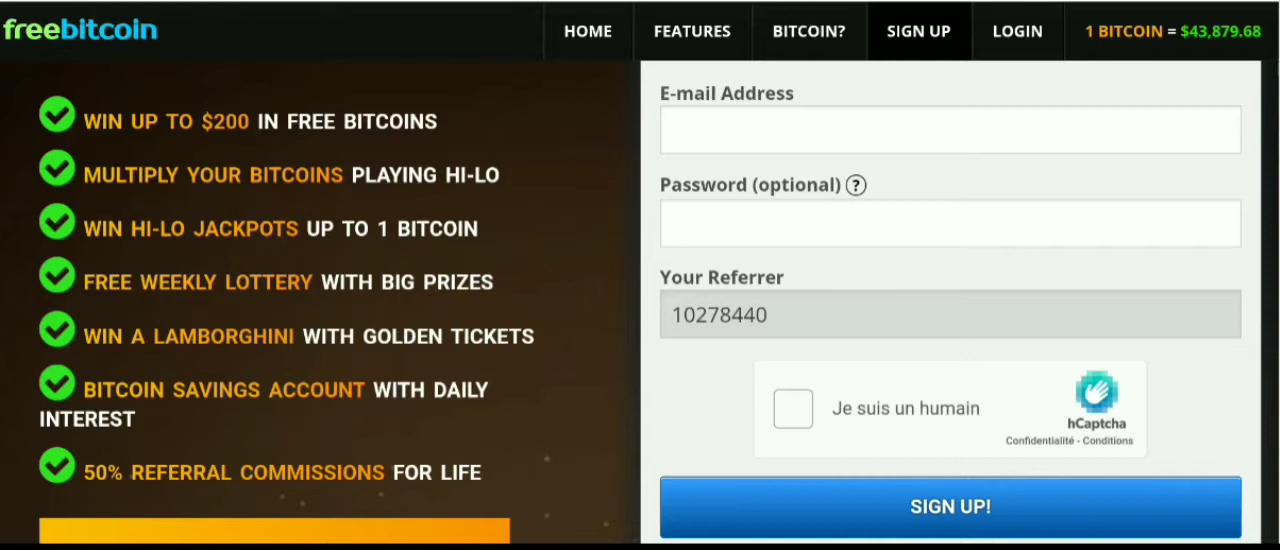 freebitcoin
HOME
FEATURES
BITCOIN?
SIGN UP
LOGIN
1 BITCOIN = $43,879.68
WIN UP TO $200 IN FREE BITCOINS
MULTIPLY YOUR BITCOINS PLAYING HI-LO
WIN HI-LO JACKPOTS UP TO 1 BITCOIN
FREE WEEKLY LOTTERY WITH BIG PRIZES
WIN A LAMBORGHINI WITH GOLDEN TICKETS
BITCOIN SAVINGS ACCOUNT WITH DAILY
INTEREST
50% REFERRAL COMMISSIONS FOR LIFE
E-mail Address
Password (optional) ?
Your Referrer
10278440
Je suis un humain
hCaptcha
Confidentialité - Conditions
SIGN UP!